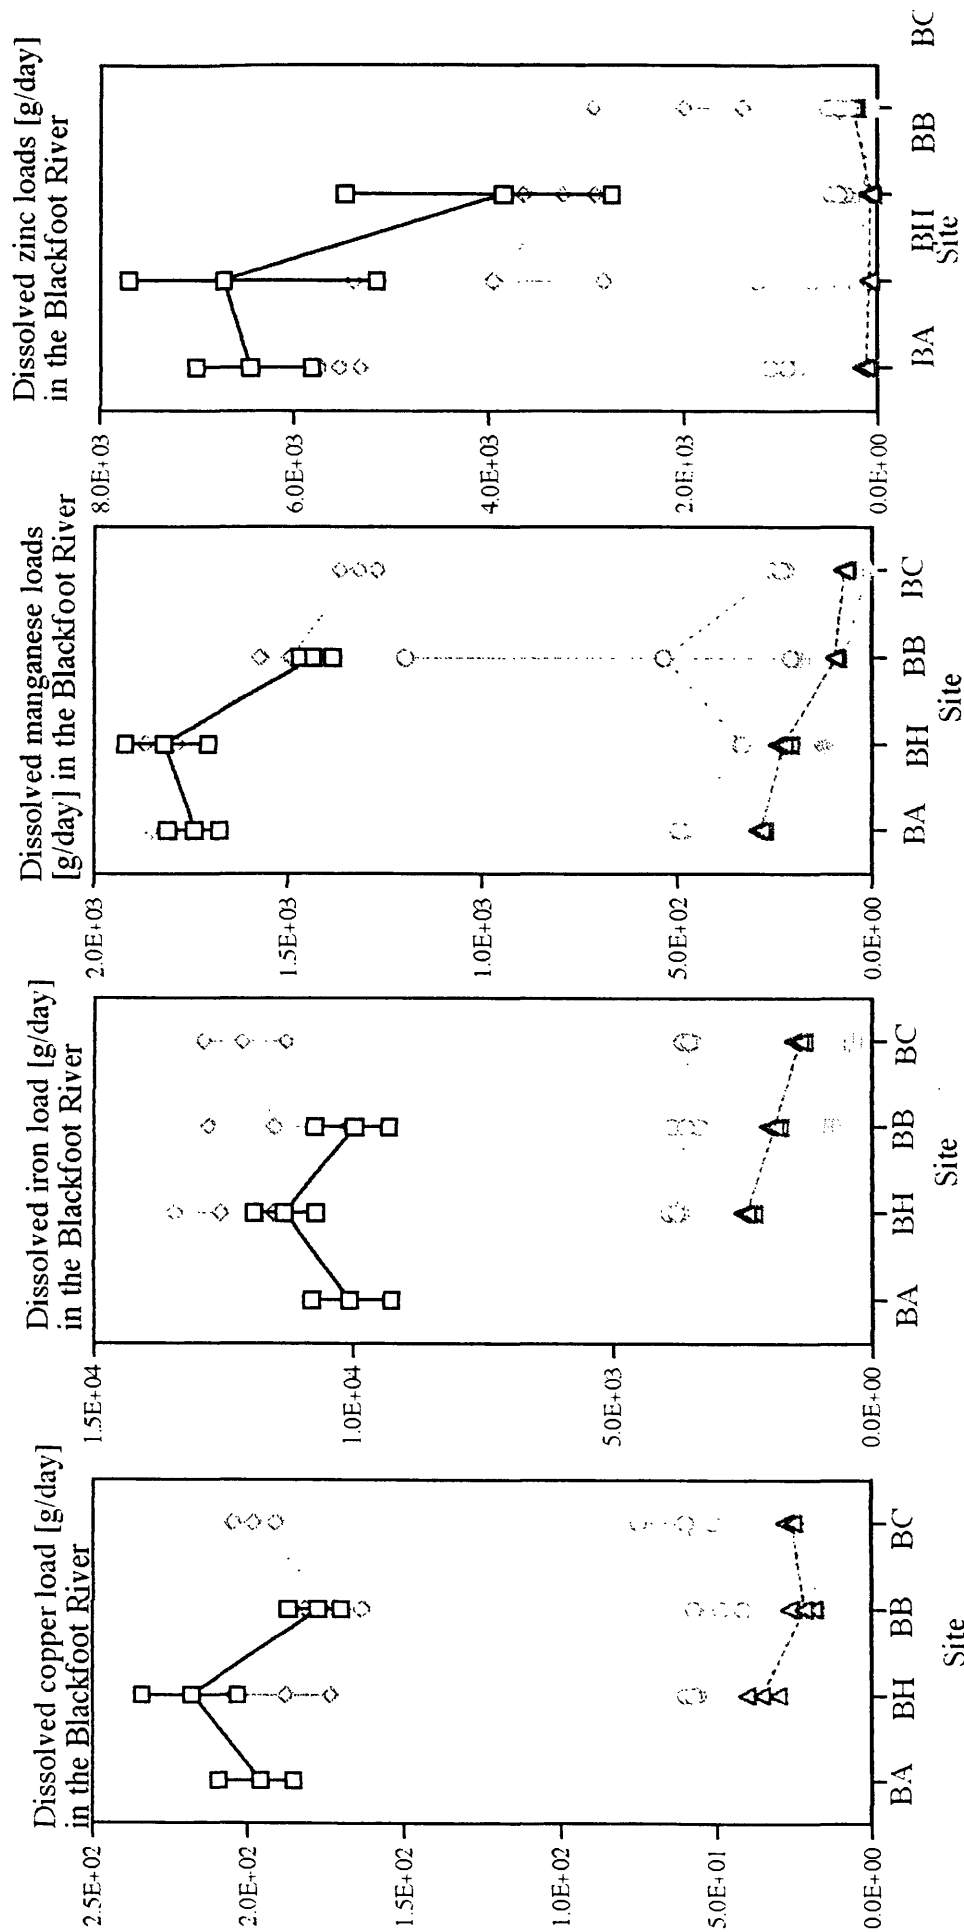 Dissolved copper load [g/day]
in the Blackfoot River
2.5E+02
2.0E+02
1.5E+02
1.0E+02
5.0E+01
0.0E+00
BA
BH
BB
BC
Site
Dissolved iron load [g/day]
in the Blackfoot River
1.5E+04
1.0E+04
5.0E+03
0.0E+00
BA
BH
BB
BC
Site
Dissolved manganese loads
[g/day] in the Blackfoot River
2.0E+03
1.5E+03
1.0E+03
5.0E+02
0.0E+00
BA
BH
BB
BC
Site
Dissolved zinc loads [g/day]
in the Blackfoot River
8.0E+03
6.0E+03
4.0E+03
2.0E+03
0.0E+00
BA
BH
BB
BC
Site